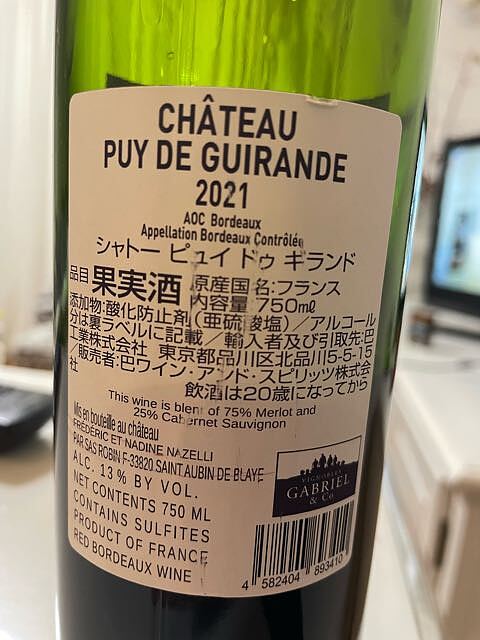 CHÂTEAU
PUY DE GUIRANDE
2021
AOC Bordeaux
Appellation Bordeaux Contrôlée
シャトー ピュイ ドゥ ギランド
品目 果実酒 原産国名:フランス
内容量:750mℓ
添加物:酸化防止剤(亜硫酸塩)/アルコール
分は裏ラベルに記載/輸入者及び引取先:巴
工業株式会社 東京都品川区北品川5-5-15
/販売者:巴ワイン・アンド・スピリッツ株式会
社 飲酒は20歳になってから
This wine is blend of 75% Merlot and
25% Cabernet Sauvignon
Mis en bouteille au château
FRÉDÉRIC ET NADINE NAZELLI
PAR SAS ROBIN F-33820 SAINT AUBIN DE BLAYE
ALC. 13 % BY VOL.
NET CONTENTS 750 ML
CONTAINS SULFITES
PRODUCT OF FRANCE
RED BORDEAUX WINE
VIGNOBLES
GABRIEL
& Co
4 582404 893410